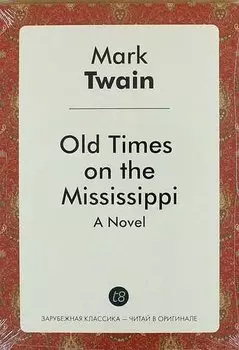 Mark
Twain
Old Times
on the
Mississippi
A Novel
t8
ЗАРУБЕЖНАЯ КЛАССИКА — ЧИТАЙ В ОРИГИНАЛЕ